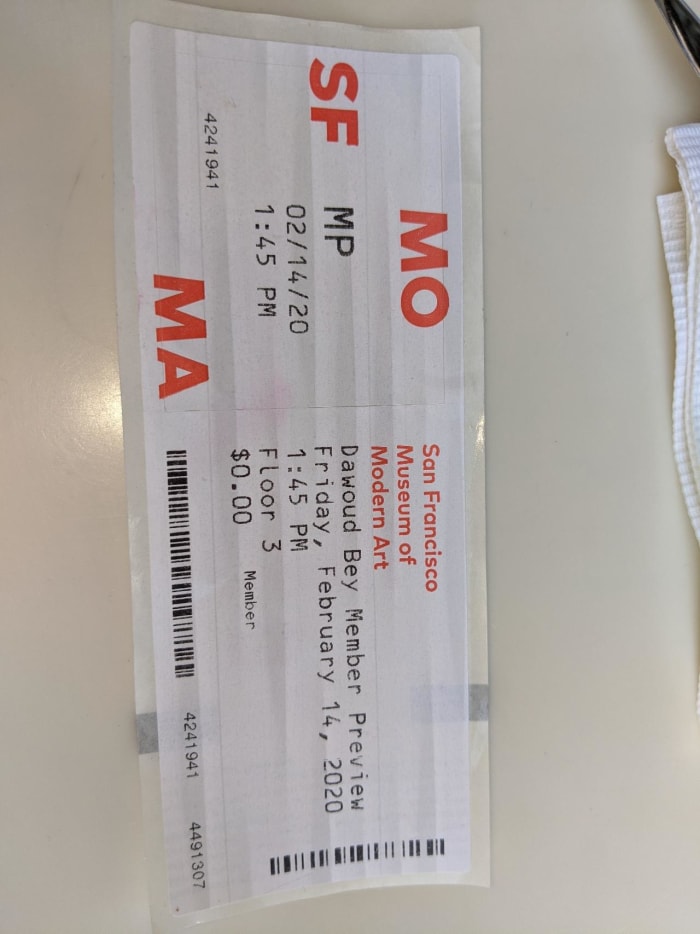 SF
MO
MA
MP
02/14/20
1:45 PM
4241941
San Francisco
Museum of
Modern Art
Dawoud Bey Member Preview
Friday, February 14, 2020
1:45 PM
Floor 3
$0.00 Member
4241941 4491307